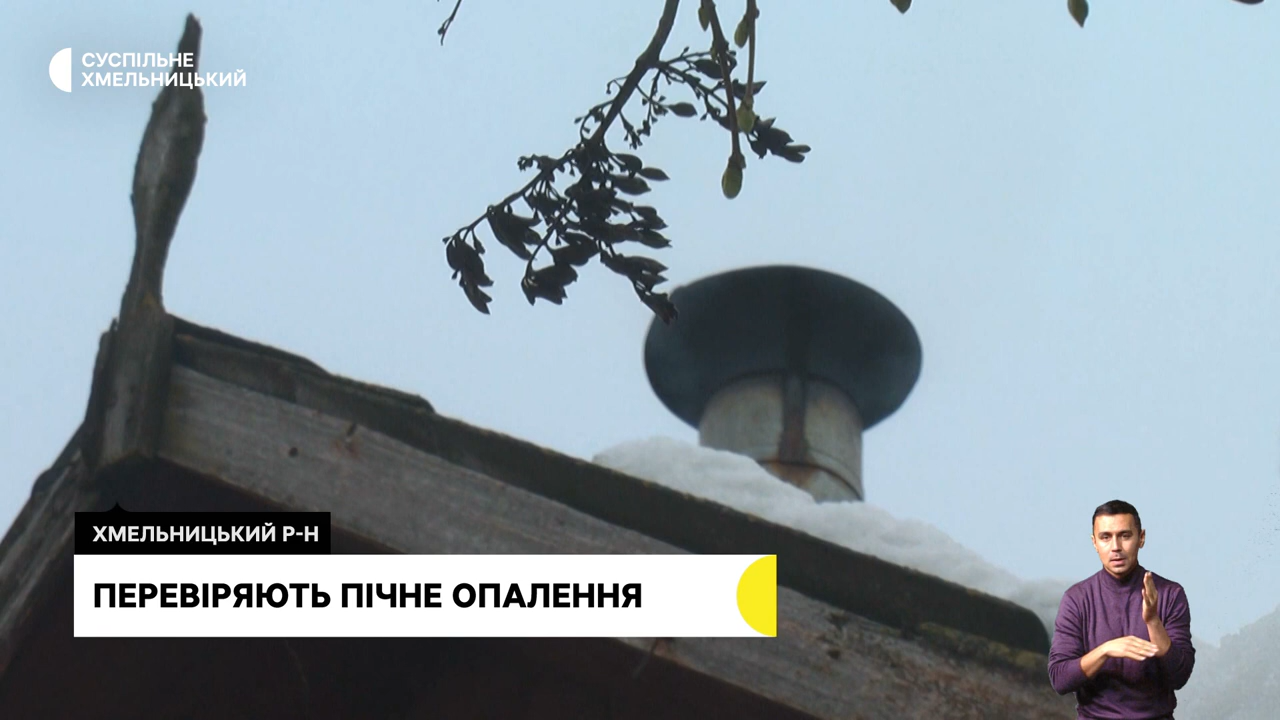 СУСПІЛЬНЕ
ХМЕЛЬНИЦЬКИЙ
ХМЕЛЬНИЦЬКИЙ Р-Н
ПЕРЕВІРЯЮТЬ ПІЧНЕ ОПАЛЕННЯ